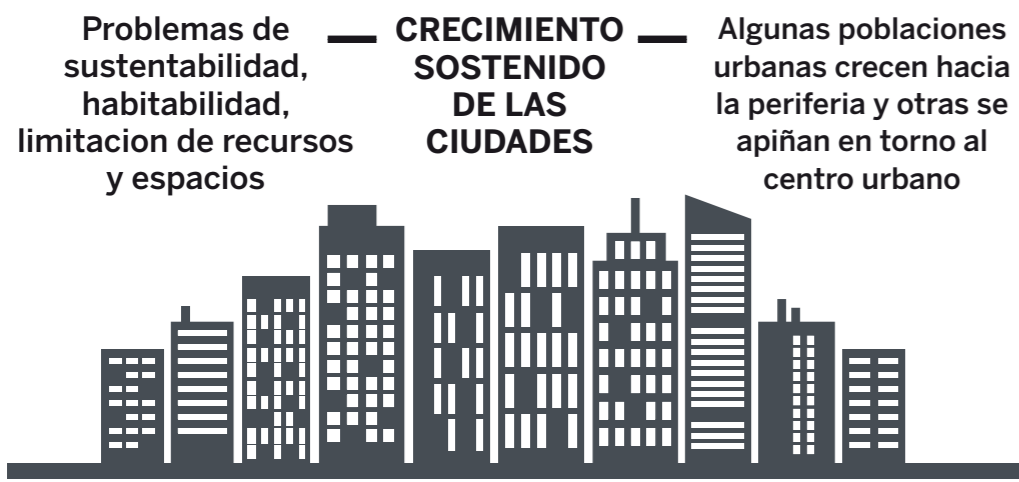 Problemas de
sustentabilidad,
habitabilidad,
limitacion de recursos
y espacios
CRECIMIENTO
SOSTENIDO
DE LAS
CIUDADES
Algunas poblaciones
urbanas crecen hacia
la periferia y otras se
apiñan en torno al
centro urbano